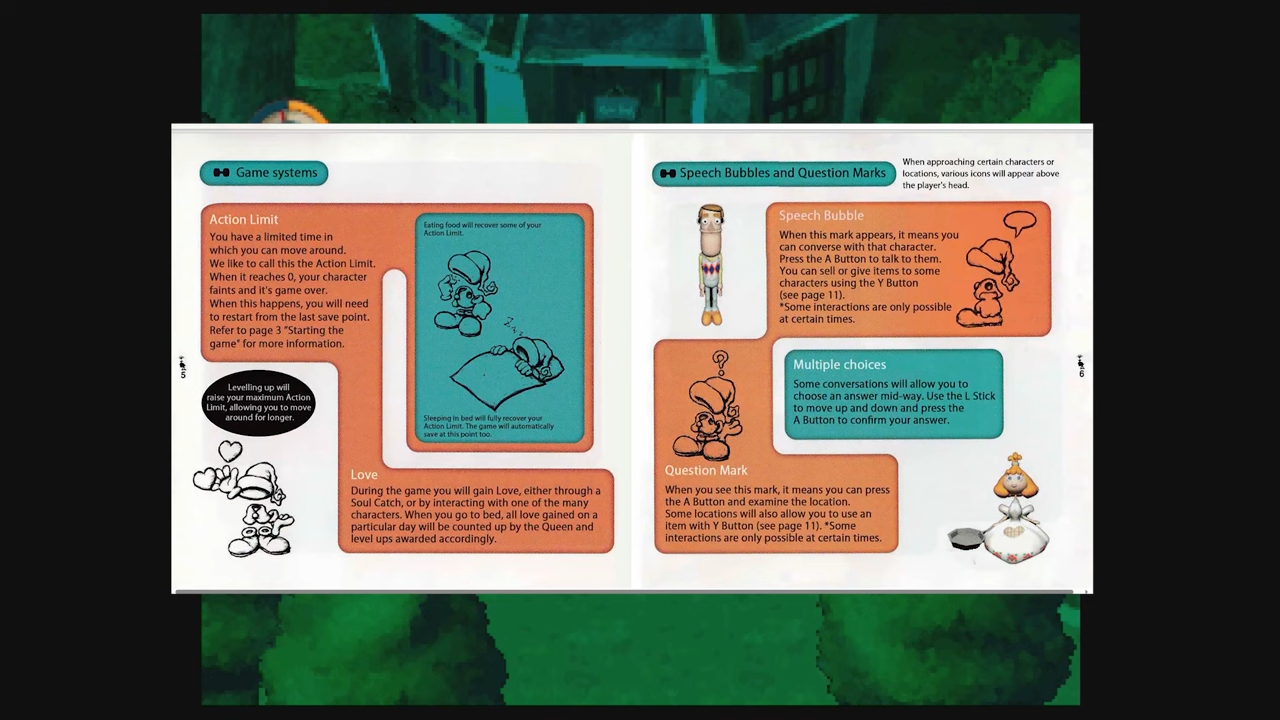 Game systems
Action Limit
You have a limited time in
which you can move around.
We like to call this the Action Limit.
When it reaches 0, your character
faints and it's game over.
When this happens, you will need
to restart from the last save point.
Refer to page 3 "Starting the
game" for more information.
Eating food will recover some of your
Action Limit.
Zzz
Sleeping in bed will fully recover your
Action Limit. The game will automatically
save at this point too.
Levelling up will
raise your maximum Action
Limit, allowing you to move
around for longer.
Love
During the game you will gain Love, either through a
Soul Catch, or by interacting with one of the many
characters. When you go to bed, all love gained on a
particular day will be counted up by the Queen and
level ups awarded accordingly.
5
Speech Bubbles and Question Marks
When approaching certain characters or
locations, various icons will appear above
the player's head.
Speech Bubble
When this mark appears, it means you
can converse with that character.
Press the A Button to talk to them.
You can sell or give items to some
characters using the Y Button
(see page 11).
*Some interactions are only possible
at certain times.
?
Multiple choices
Some conversations will allow you to
choose an answer mid-way. Use the L Stick
to move up and down and press the
A Button to confirm your answer.
Question Mark
When you see this mark, it means you can press
the A Button and examine the location.
Some locations will also allow you to use an
item with Y Button (see page 11). *Some
interactions are only possible at certain times.
6